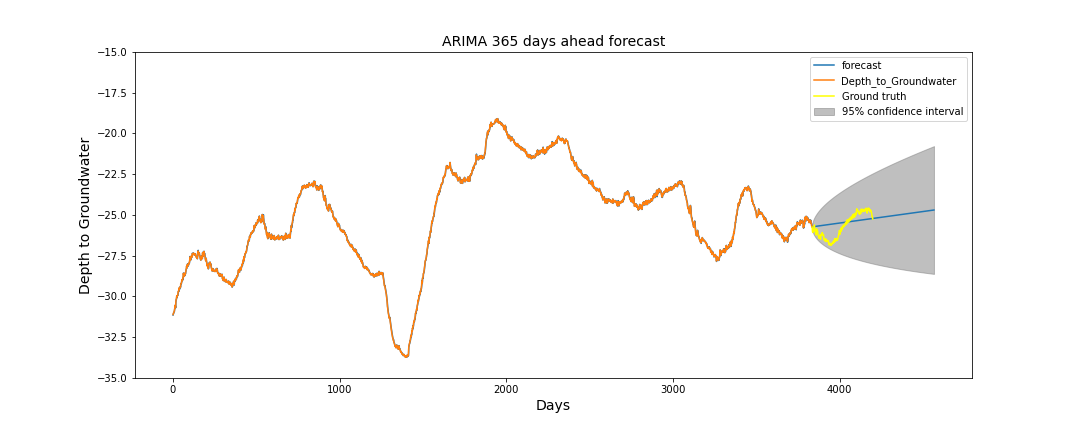 ARIMA 365 days ahead forecast
−15.0
−17.5
−20.0
−22.5
−25.0
−27.5
−30.0
−32.5
−35.0
Depth to Groundwater
forecast
Depth_to_Groundwater
Ground truth
95% confidence interval
0
1000
2000
3000
4000
Days